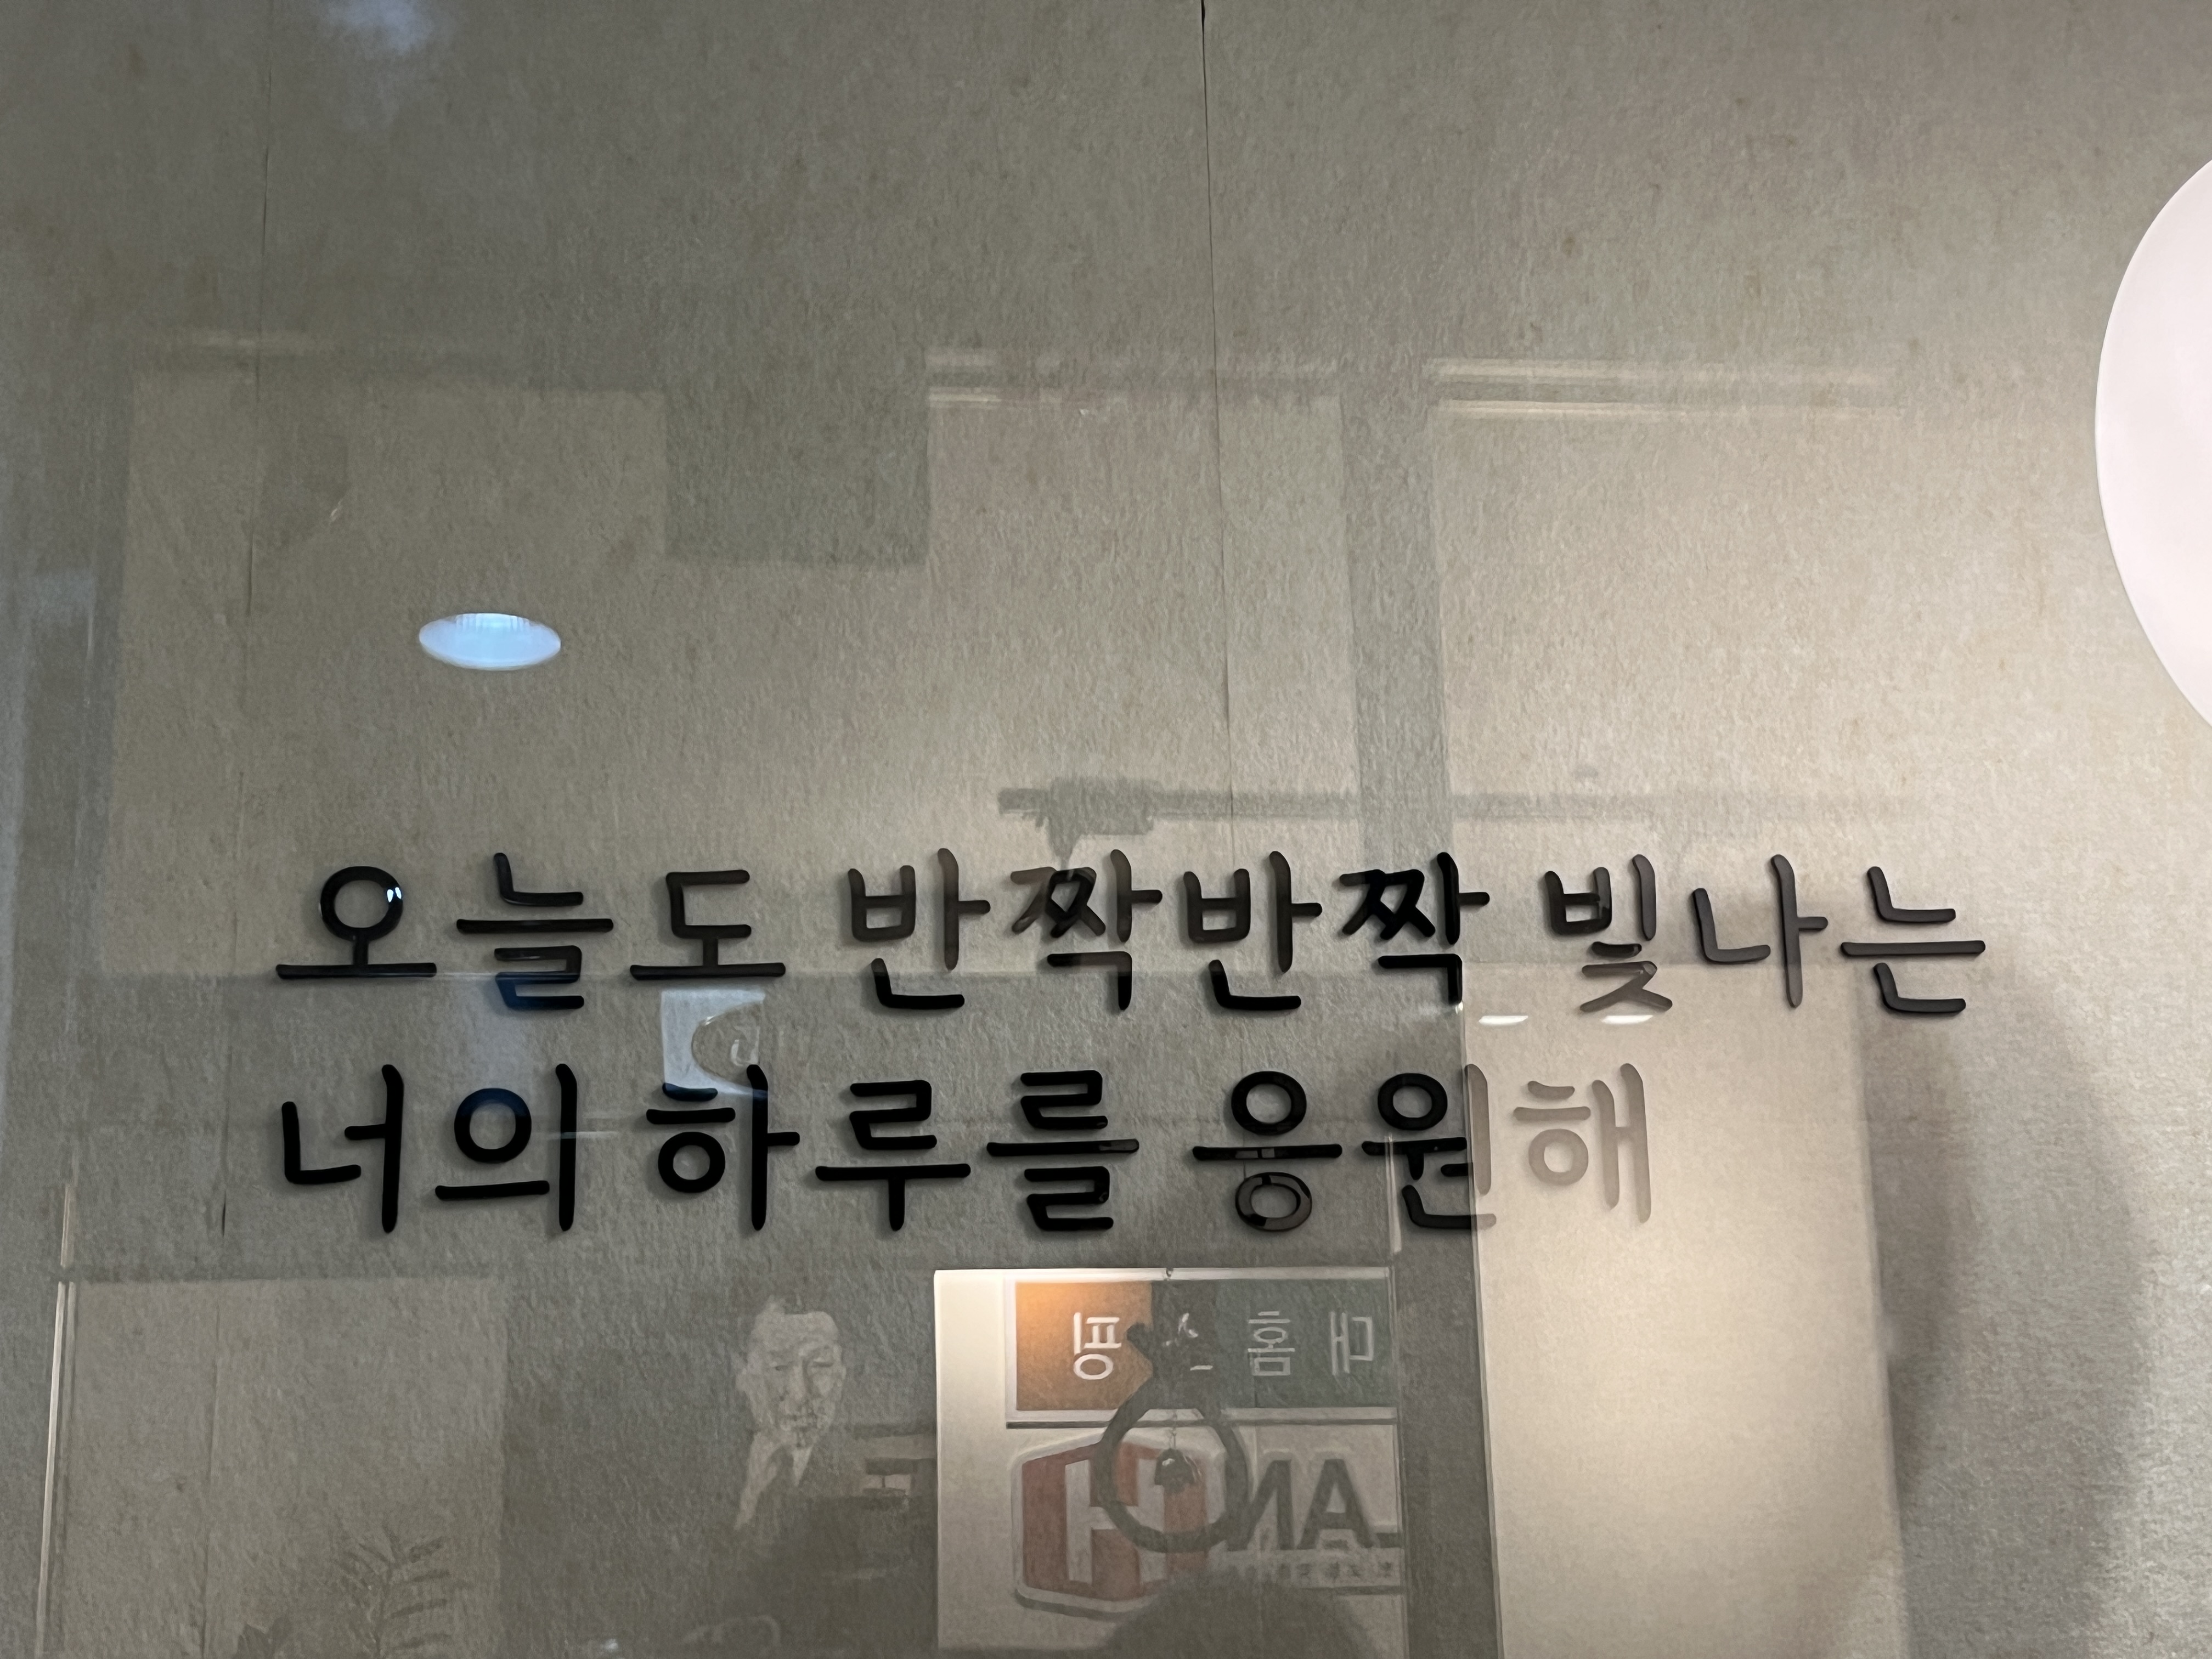 오늘도 반짝반짝 빛나는
너의 하루를 응원해